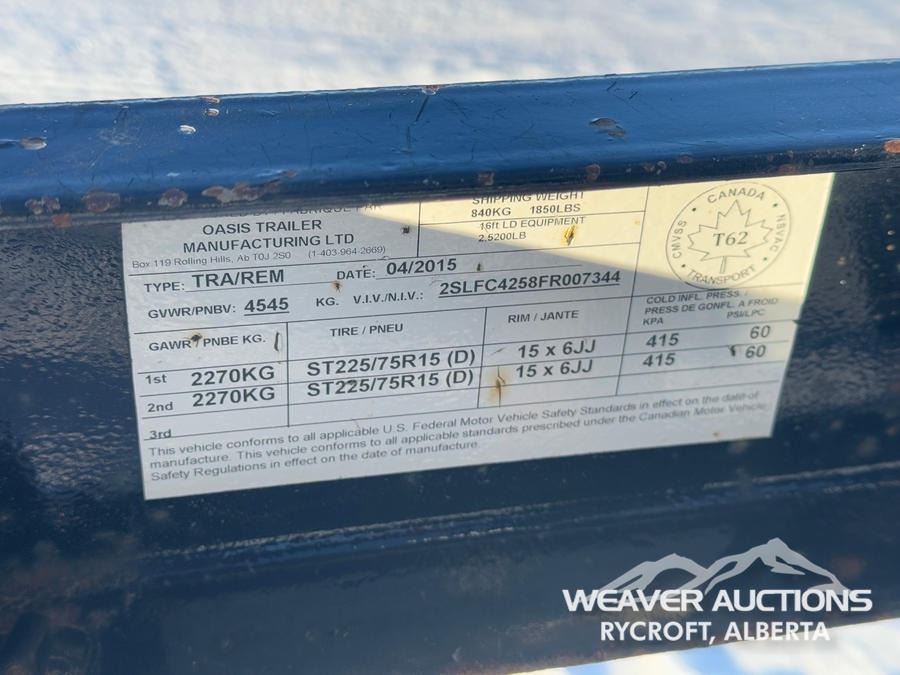 OASIS TRAILER
MANUFACTURING LTD
Box 119 Rolling Hills, Ab T0J 2S0 (1-403-964-2669)
SHIPPING WEIGHT
840KG 1850LBS
16ft LD EQUIPMENT
2,5200LB
CANADA
CMVSS
NSVAC
T62
TRANSPORT
TYPE: TRA/REM DATE: 04/2015
GVWR/PNBV: 4545 KG. V.I.V./N.I.V.: 2SLFC4258FR007344
GAWR / PNBE KG. TIRE / PNEU RIM / JANTE COLD INFL. PRESS. /
PRESS DE GONFL. A FROID
KPA PSI/LPC
1st 2270KG ST225/75R15 (D) 15 x 6JJ 415 60
2nd 2270KG ST225/75R15 (D) 15 x 6JJ 415 60
3rd
This vehicle conforms to all applicable U.S. Federal Motor Vehicle Safety Standards in effect on the date of
manufacture. This vehicle conforms to all applicable standards prescribed under the Canadian Motor Vehicle
Safety Regulations in effect on the date of manufacture.
WEAVER AUCTIONS
RYCROFT, ALBERTA